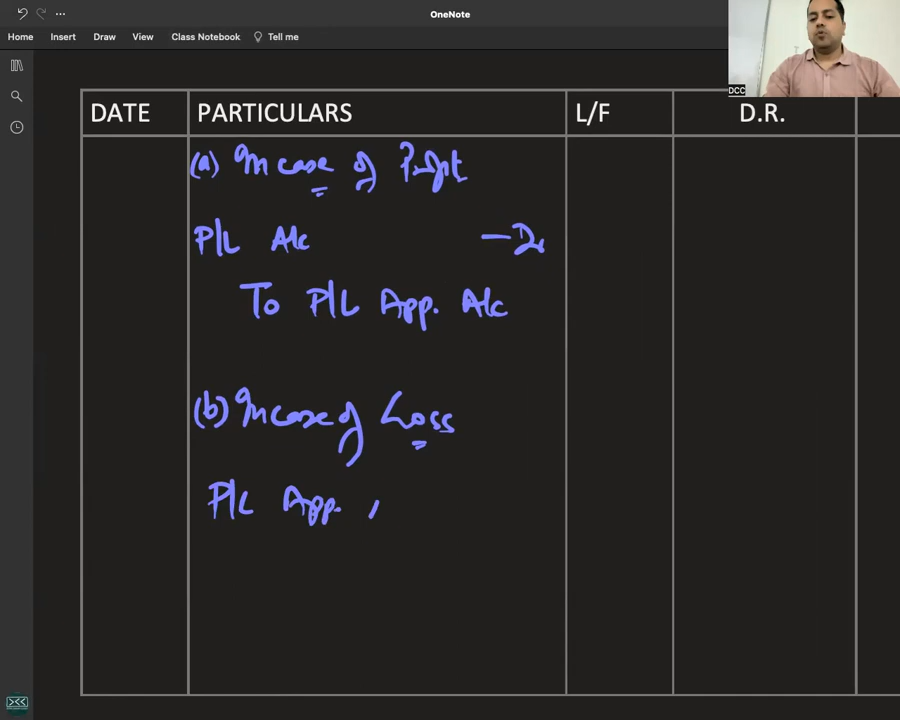 OneNote
Home Insert Draw View Class Notebook Tell me
DCC
DATE PARTICULARS L/F D.R.
(a) In case of Profit
P/L A/c — Dr
To P/L App. A/c
(b) In case of Loss
P/L App.
DCC